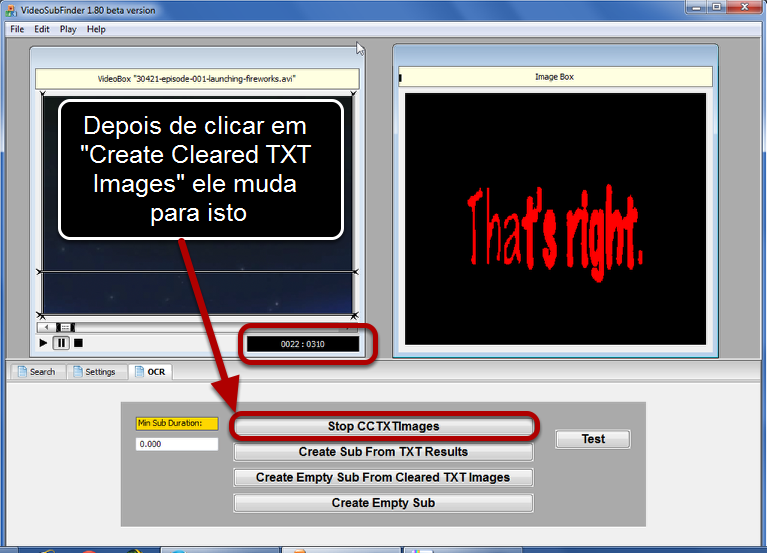 VideoSubFinder 1.80 beta version
File Edit Play Help
VideoBox "30421-episode-001-launching-fireworks.avi"
Image Box
Depois de clicar em
"Create Cleared TXT
Images" ele muda
para isto
That's right.
0022 : 0310
Search Settings OCR
Min Sub Duration:
0.000
Stop CCTXTImages
Create Sub From TXT Results
Create Empty Sub From Cleared TXT Images
Create Empty Sub
Test